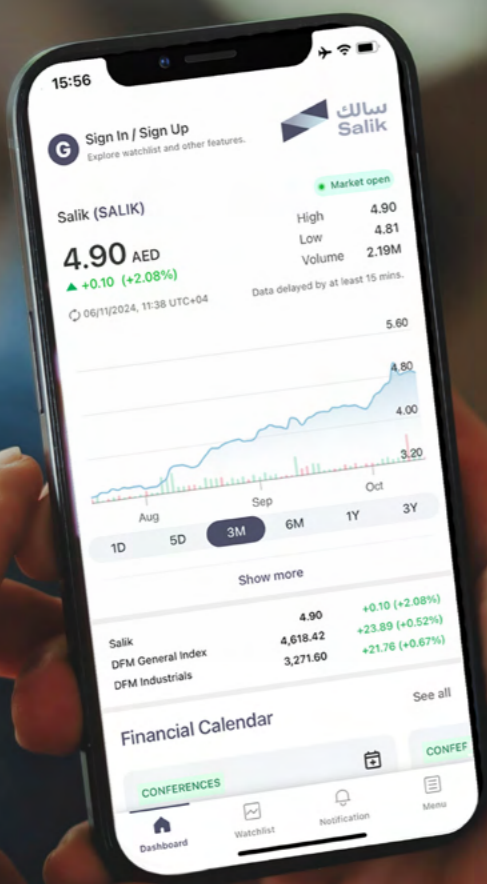 15:56
G
Sign In / Sign Up
Explore watchlist and other features.
سالك
Salik
Market open
Salik (SALIK)
4.90 AED
+0.10 (+2.08%)
06/11/2024, 11:38 UTC+04
High 4.90
Low 4.81
Volume 2.19M
Data delayed by at least 15 mins.
5.60
4.80
4.00
3.20
Aug Sep Oct
1D 5D 3M 6M 1Y 3Y
Show more
Salik 4.90 +0.10 (+2.08%)
DFM General Index 4,618.42 +23.89 (+0.52%)
DFM Industrials 3,271.60 +21.76 (+0.67%)
Financial Calendar See all
CONFERENCES CONFEF
Dashboard Watchlist Notification Menu